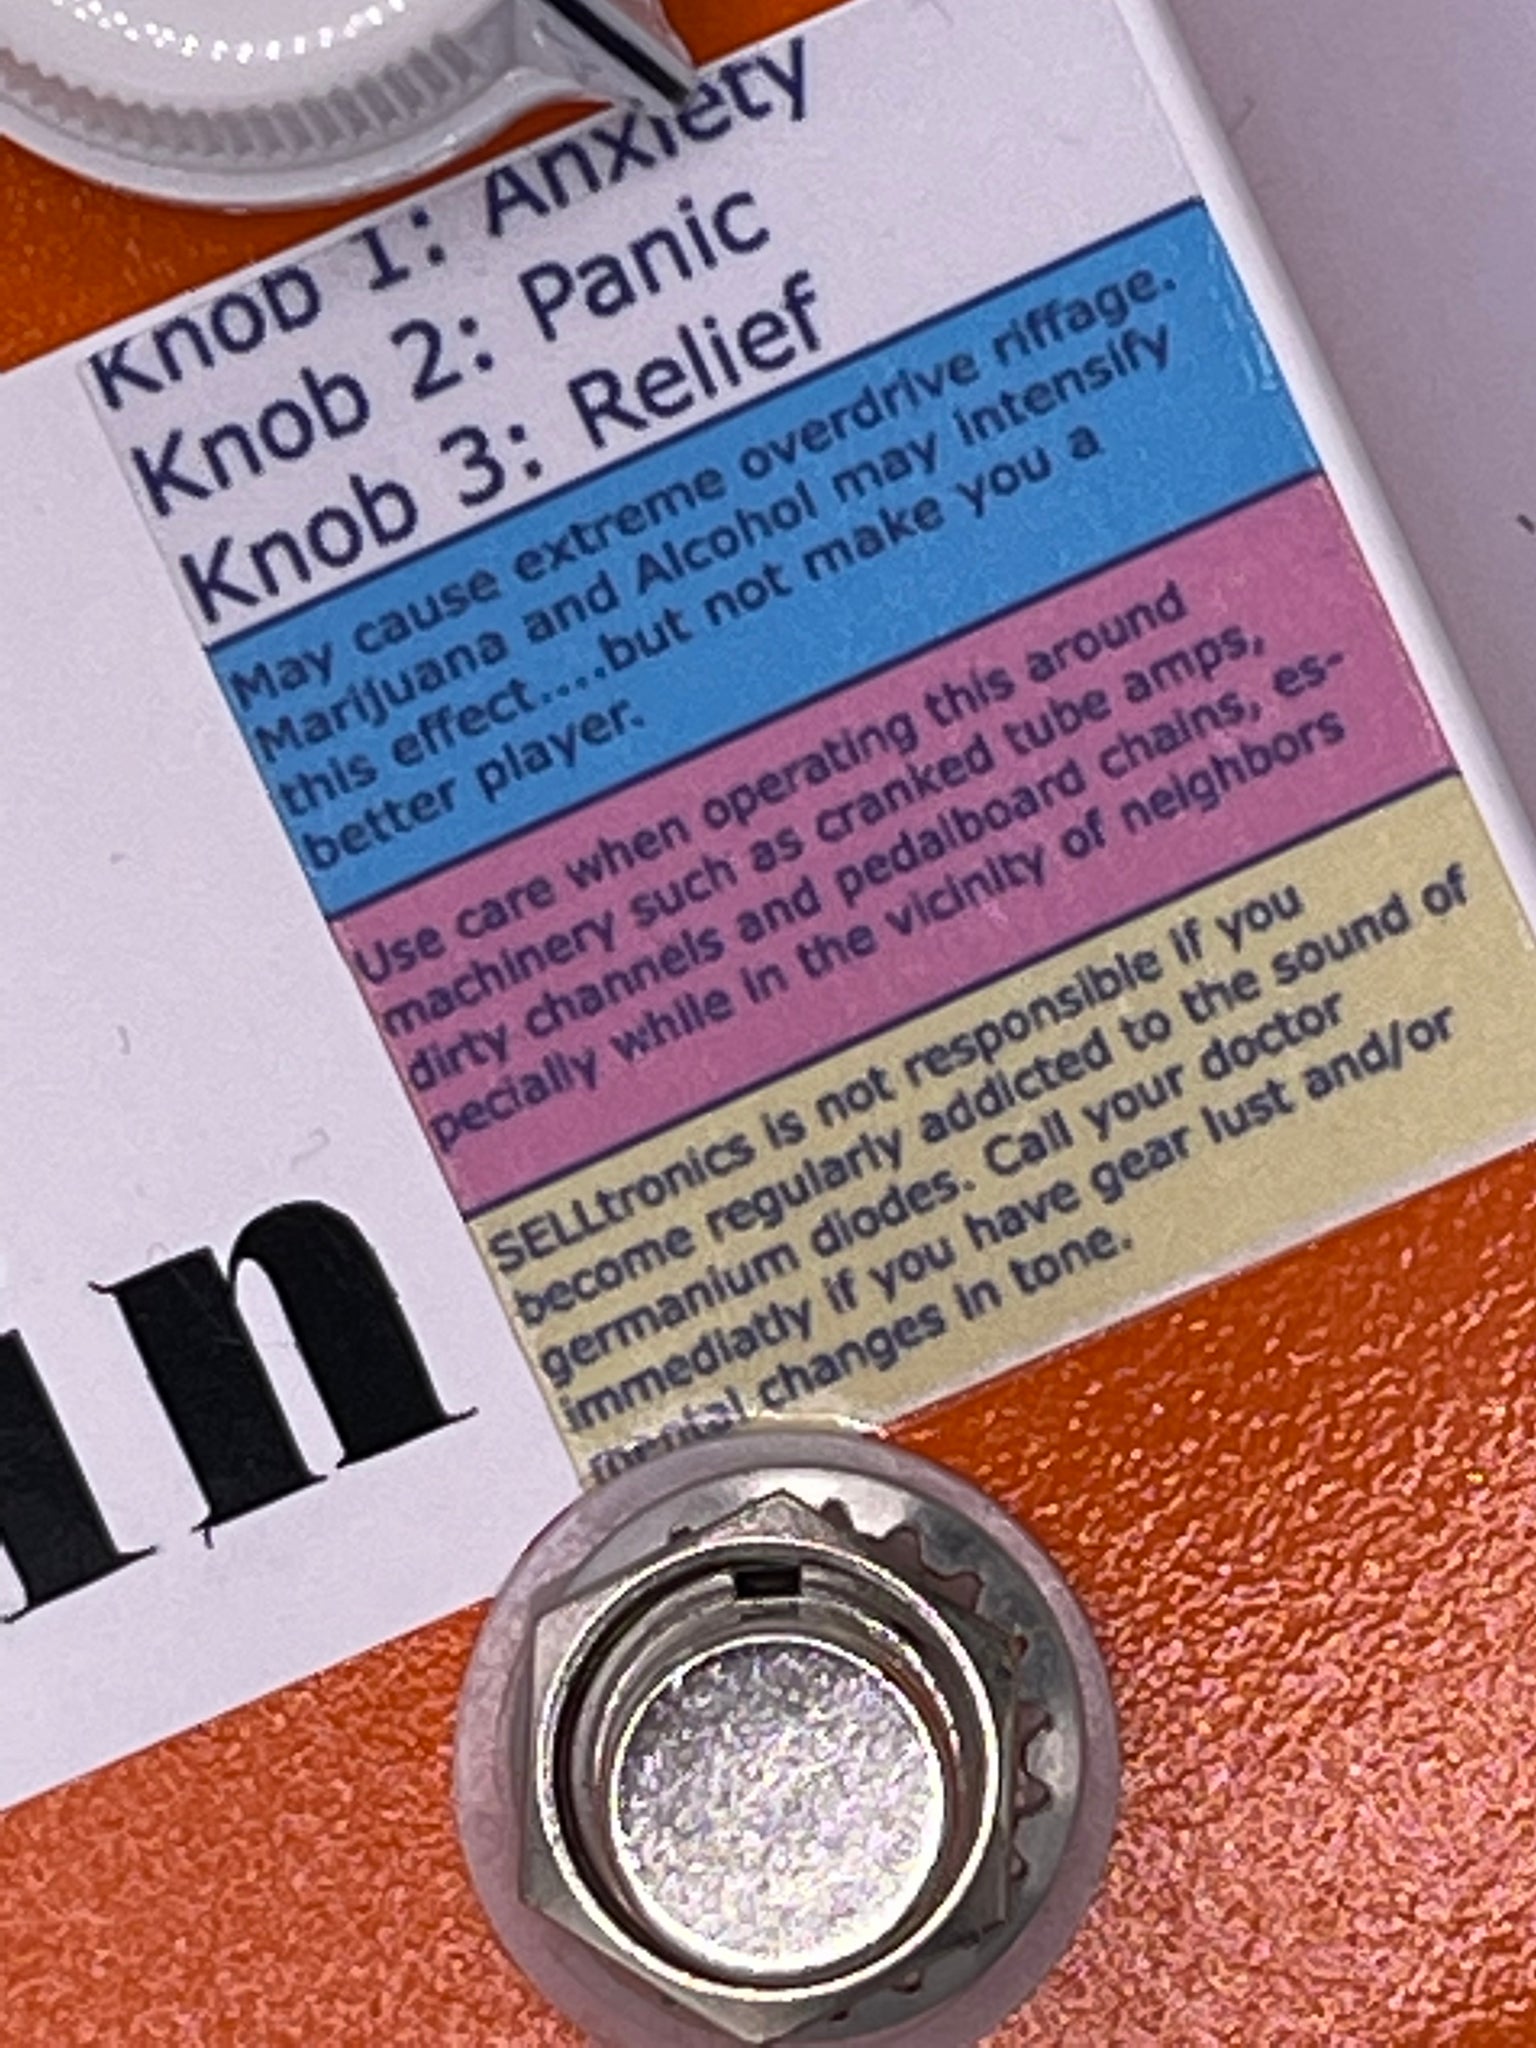 Knob 1: Anxiety
Knob 2: Panic
Knob 3: Relief
May cause extreme overdrive riffage.
Marijuana and Alcohol may intensify
this effect....but not make you a
better player.
Use care when operating this around
machinery such as cranked tube amps,
dirty channels and pedalboard chains, es-
pecially while in the vicinity of neighbors
SELLtronics is not responsible if you
become regularly addicted to the sound of
germanium diodes. Call your doctor
immediatly if you have gear lust and/or
changes in tone.
in